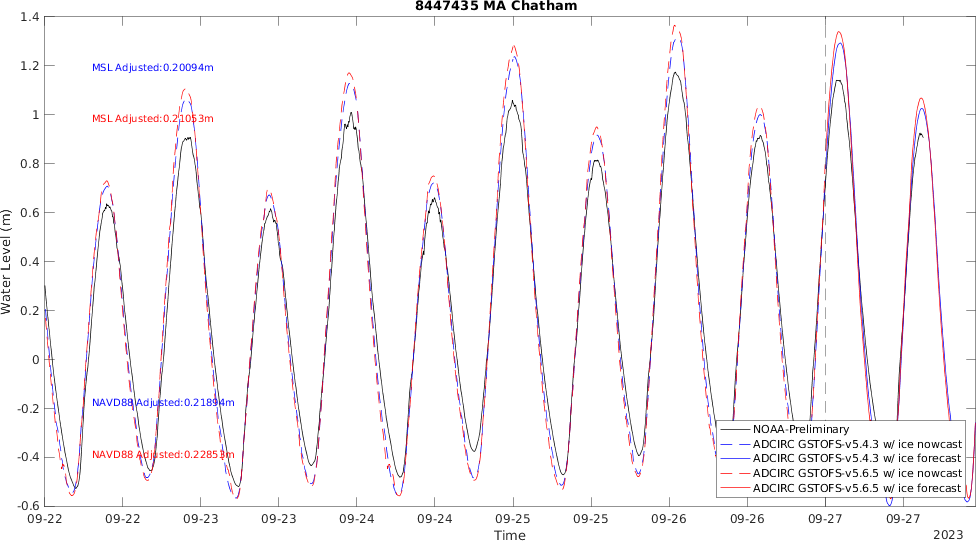 8447435 MA Chatham
1.4
1.2
1
0.8
0.6
0.4
0.2
0
-0.2
-0.4
-0.6
Water Level (m)
MSL Adjusted:0.20094m
MSL Adjusted:0.21053m
NAVD88 Adjusted:0.21894m
NAVD88 Adjusted:0.22853m
NOAA-Preliminary
ADCIRC GSTOFS-v5.4.3 w/ ice nowcast
ADCIRC GSTOFS-v5.4.3 w/ ice forecast
ADCIRC GSTOFS-v5.6.5 w/ ice nowcast
ADCIRC GSTOFS-v5.6.5 w/ ice forecast
09-22 09-22 09-23 09-23 09-24 09-24 09-25 09-25 09-26 09-26 09-27 09-27
Time
2023